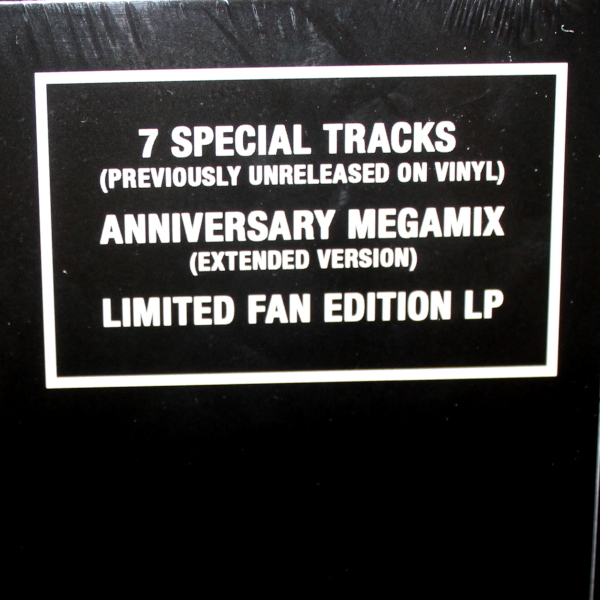 7 SPECIAL TRACKS
(PREVIOUSLY UNRELEASED ON VINYL)
ANNIVERSARY MEGAMIX
(EXTENDED VERSION)
LIMITED FAN EDITION LP